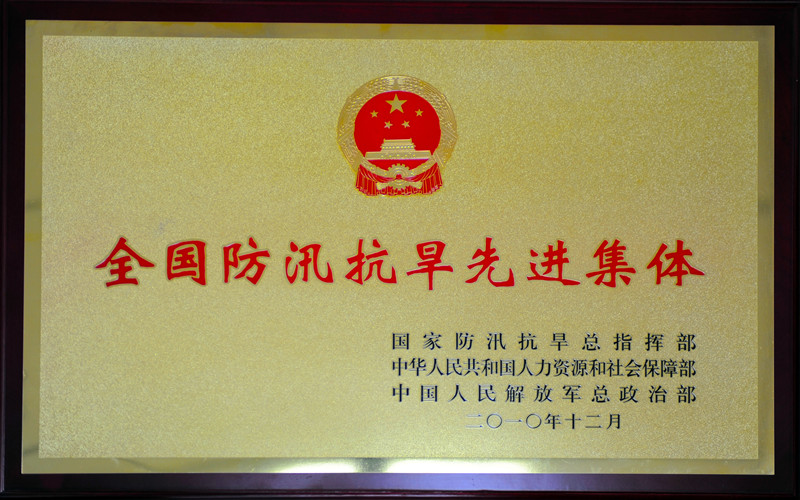 全国防汛抗旱先进集体
国家防汛抗旱总指挥部
中华人民共和国人力资源和社会保障部
中国人民解放军总政治部
二〇一〇年十二月